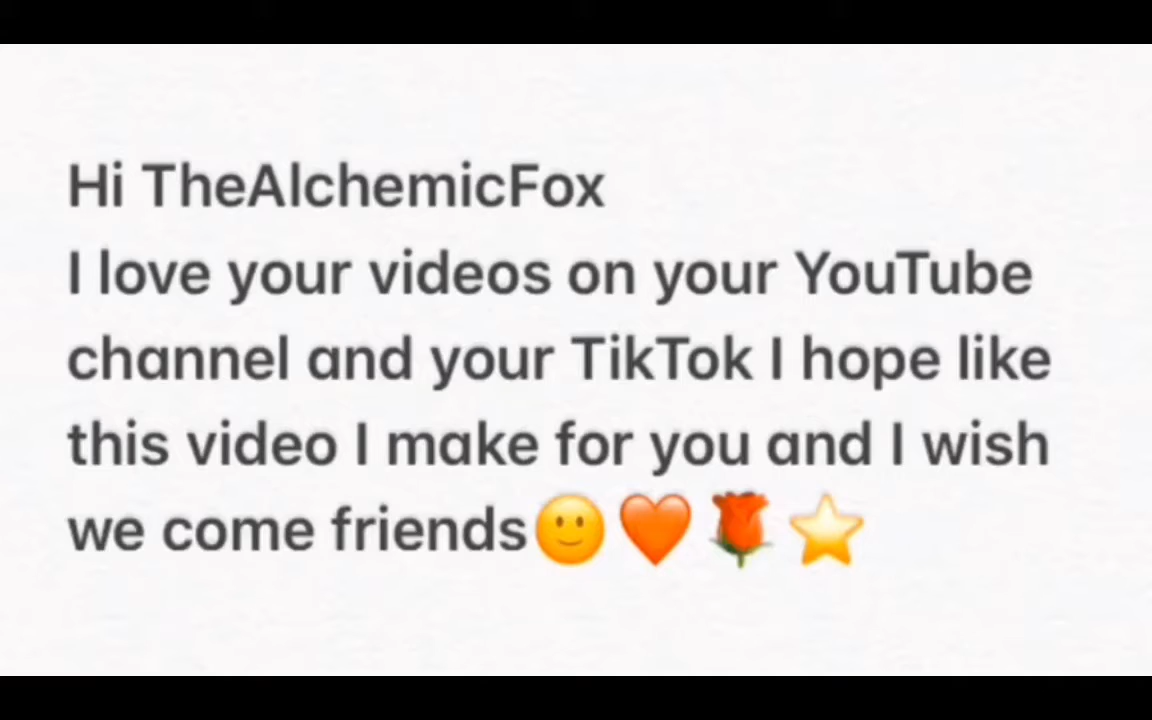 Hi TheAlchemicFox
I love your videos on your YouTube
channel and your TikTok I hope like
this video I make for you and I wish
we come friends🙂❤️🌹⭐